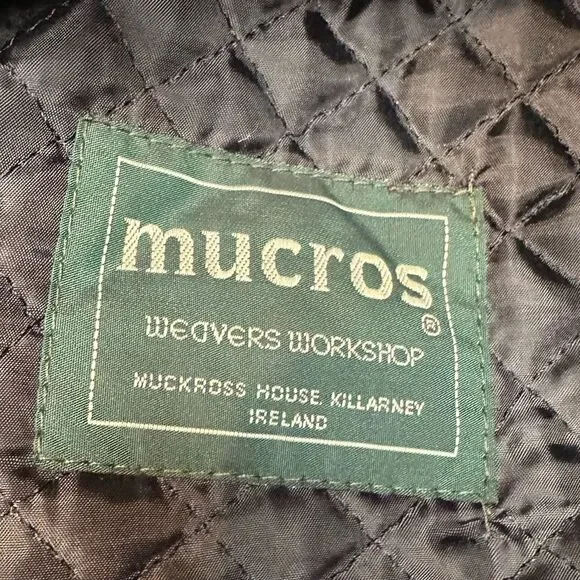 mucros®
WEAVERS WORKSHOP
MUCKROSS HOUSE, KILLARNEY
IRELAND